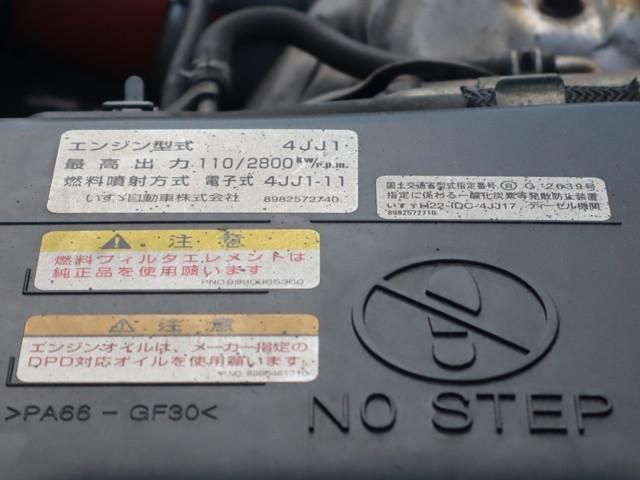 エンジン型式 4JJ1
最高出力 110/2800 kW/r.p.m.
燃料噴射方式 電子式 4JJ1-11
いすゞ自動車株式会社 8982572740
国土交通省型式指定番号 G-2639号
指定に係わる一酸化炭素等発散防止装置
いすゞ H22-IDC-4JJ17 ディーゼル機関
8982572710
注意
燃料フィルタエレメントは
純正品を使用願います
PNO
注意
エンジンオイルは、メーカー指定の
DPD対応オイルを使用願います
P.NO.
>PA66-GF30<
NO STEP